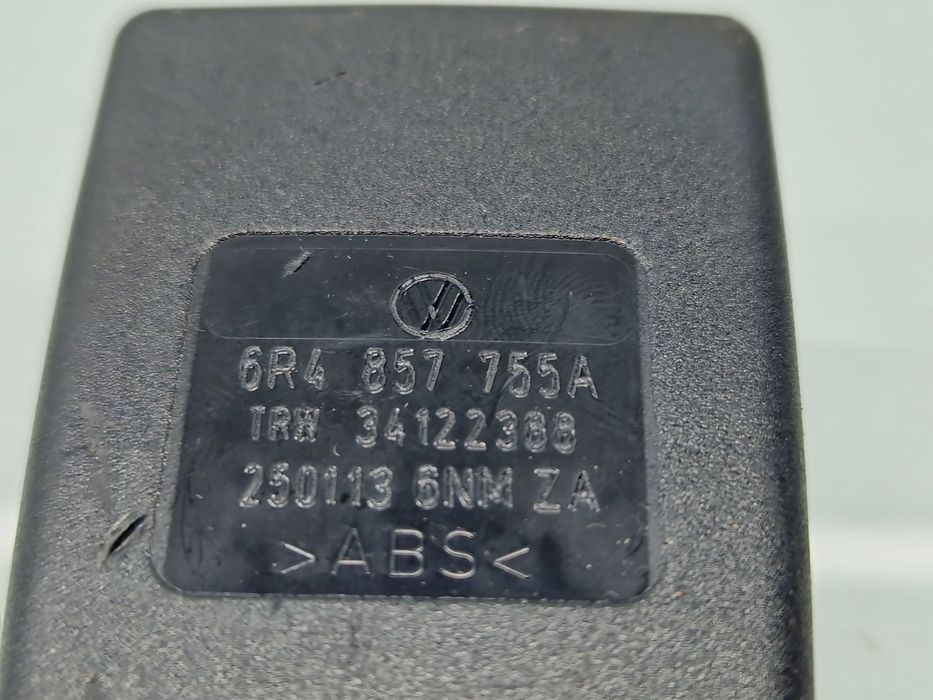 6R4 857 755A
TRW 34122388
250113 6NM ZA
>ABS<